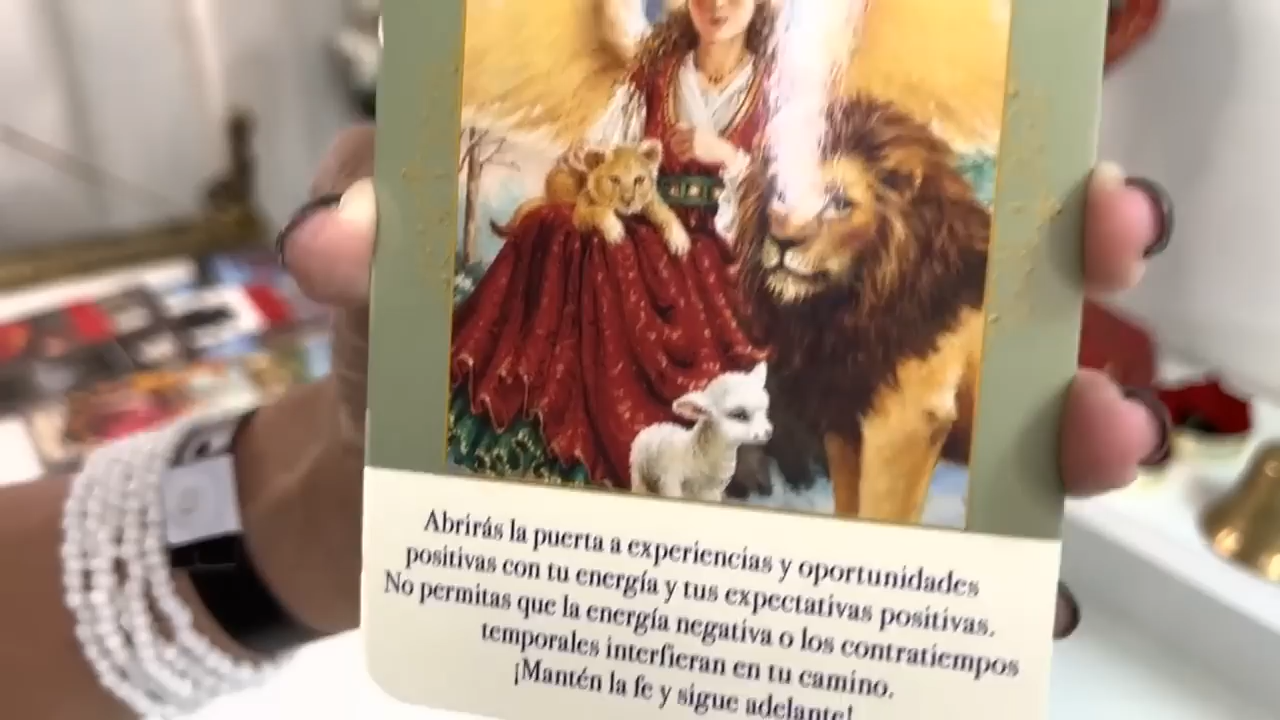 Abrirás la puerta a experiencias y oportunidades
positivas con tu energía y tus expectativas positivas.
No permitas que la energía negativa o los contratiempos
temporales interfieran en tu camino.
¡Mantén la fe y sigue adelante!